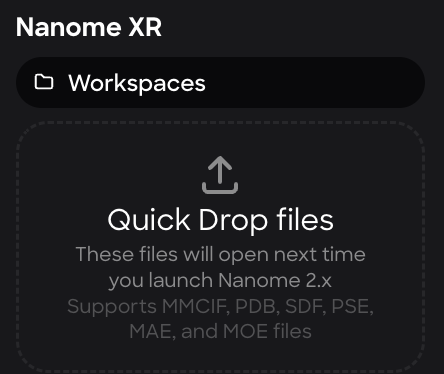 Nanome XR
Workspaces
Quick Drop files
These files will open next time
you launch Nanome 2.x
Supports MMCIF, PDB, SDF, PSE,
MAE, and MOE files